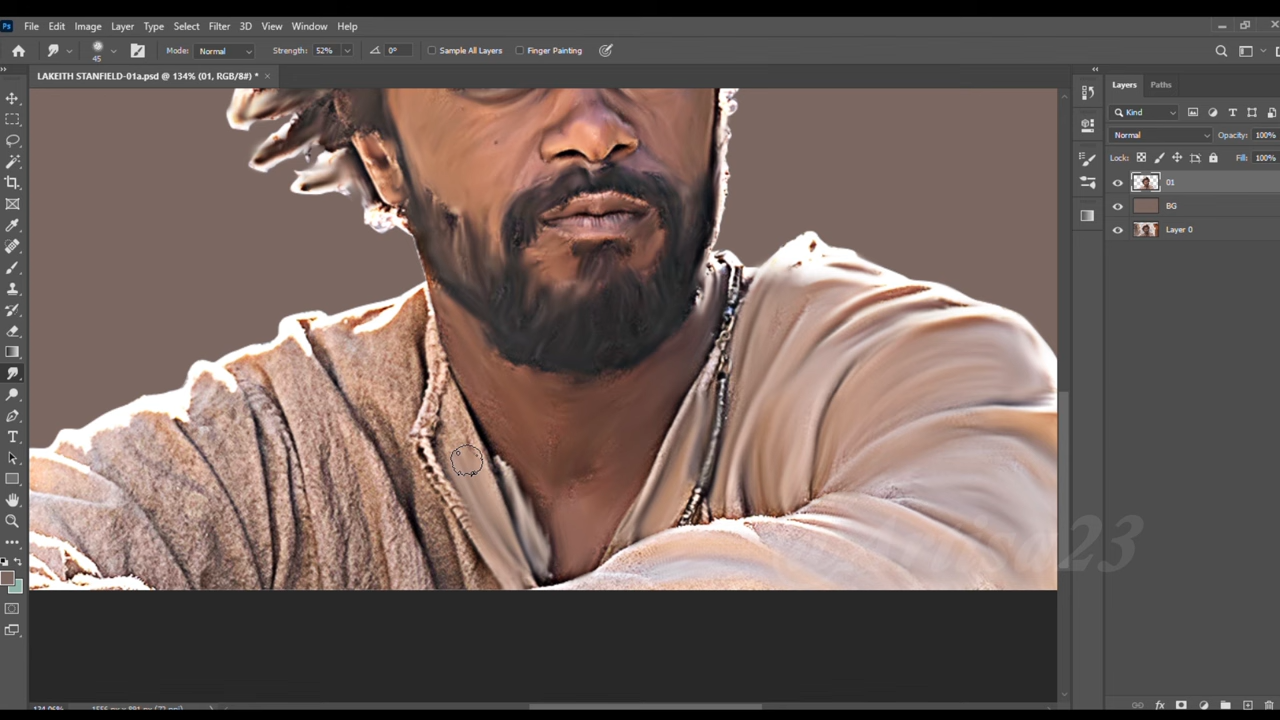 Ps File Edit Image Layer Type Select Filter 3D View Window Help
45 Mode: Normal Strength: 52% 0° Sample All Layers Finger Painting
LAKEITH STANFIELD-01a.psd @ 134% (01, RGB/8#) * ×
Layers Paths
Kind
Normal Opacity: 100%
Lock: Fill: 100%
01
BG
Layer 0